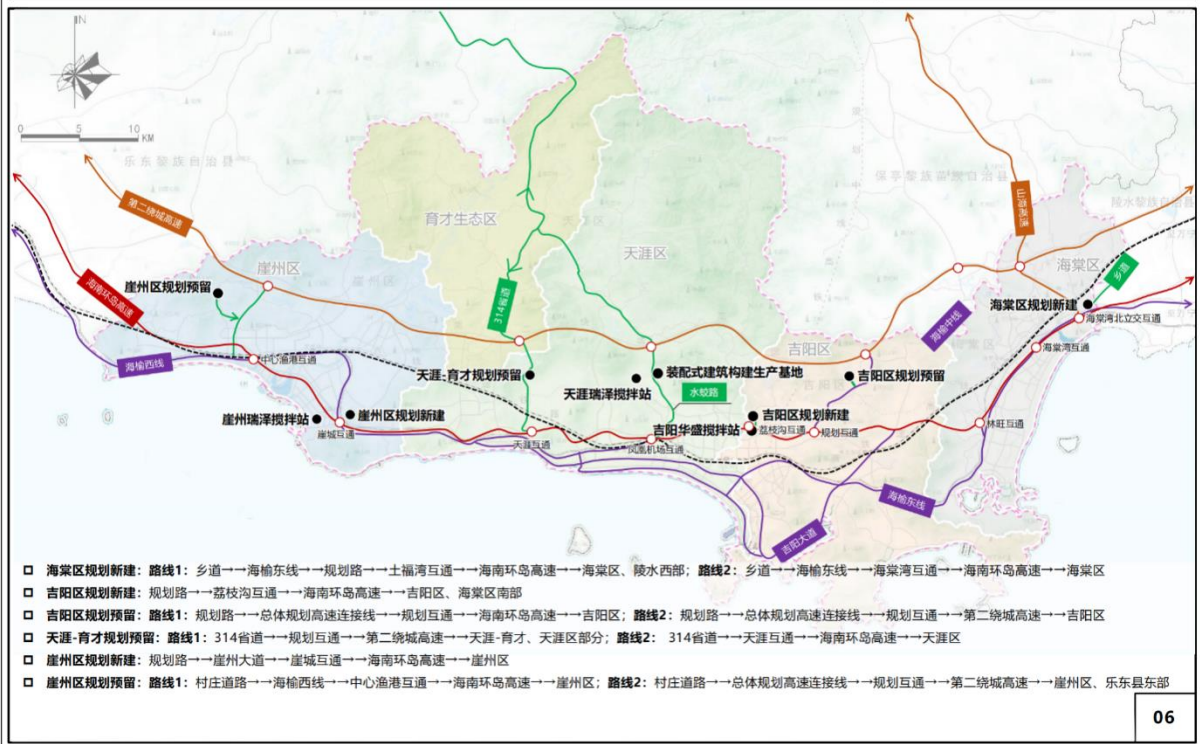 N
0 5 10 KM
乐东黎族自治县
保亭黎族苗族自治县
陵水黎族自治县
第二绕城高速
山海高速
育才生态区
天涯区
崖州区
崖州区
海棠区
乡道
崖州区规划预留
海南环岛高速
314省道
海棠区规划新建
海棠湾北立交互通
海榆中线
海榆西线
中心渔港互通
吉阳区
海棠湾互通
天涯-育才规划预留
装配式建筑构建生产基地
吉阳区
吉阳区规划预留
天涯瑞泽搅拌站
水蛟路
崖州瑞泽搅拌站
崖州区规划新建
吉阳区规划新建
崖城互通
吉阳华盛搅拌站
荔枝沟互通
规划互通
林旺互通
天涯互通
凤凰机场互通
海榆东线
吉阳大道
海棠区规划新建：路线1：乡道→→海榆东线→→规划路→→土福湾互通→→海南环岛高速→→海棠区、陵水西部；路线2：乡道→→海榆东线→→海棠湾互通→→海南环岛高速→→海棠区
吉阳区规划新建：规划路→→荔枝沟互通→→海南环岛高速→→吉阳区、海棠区南部
吉阳区规划预留：路线1：规划路→→总体规划高速连接线→→规划互通→→海南环岛高速→→吉阳区；路线2：规划路→→总体规划高速连接线→→规划互通→→第二绕城高速→→吉阳区
天涯-育才规划预留：路线1：314省道→→规划互通→→第二绕城高速→→天涯-育才、天涯区部分；路线2： 314省道→→天涯互通→→海南环岛高速→→天涯区
崖州区规划新建：规划路→→崖州大道→→崖城互通→→海南环岛高速→→崖州区
崖州区规划预留：路线1：村庄道路→→海榆西线→→中心渔港互通→→海南环岛高速→→崖州区；路线2：村庄道路→→总体规划高速连接线→→规划互通→→第二绕城高速→→崖州区、乐东县东部
06